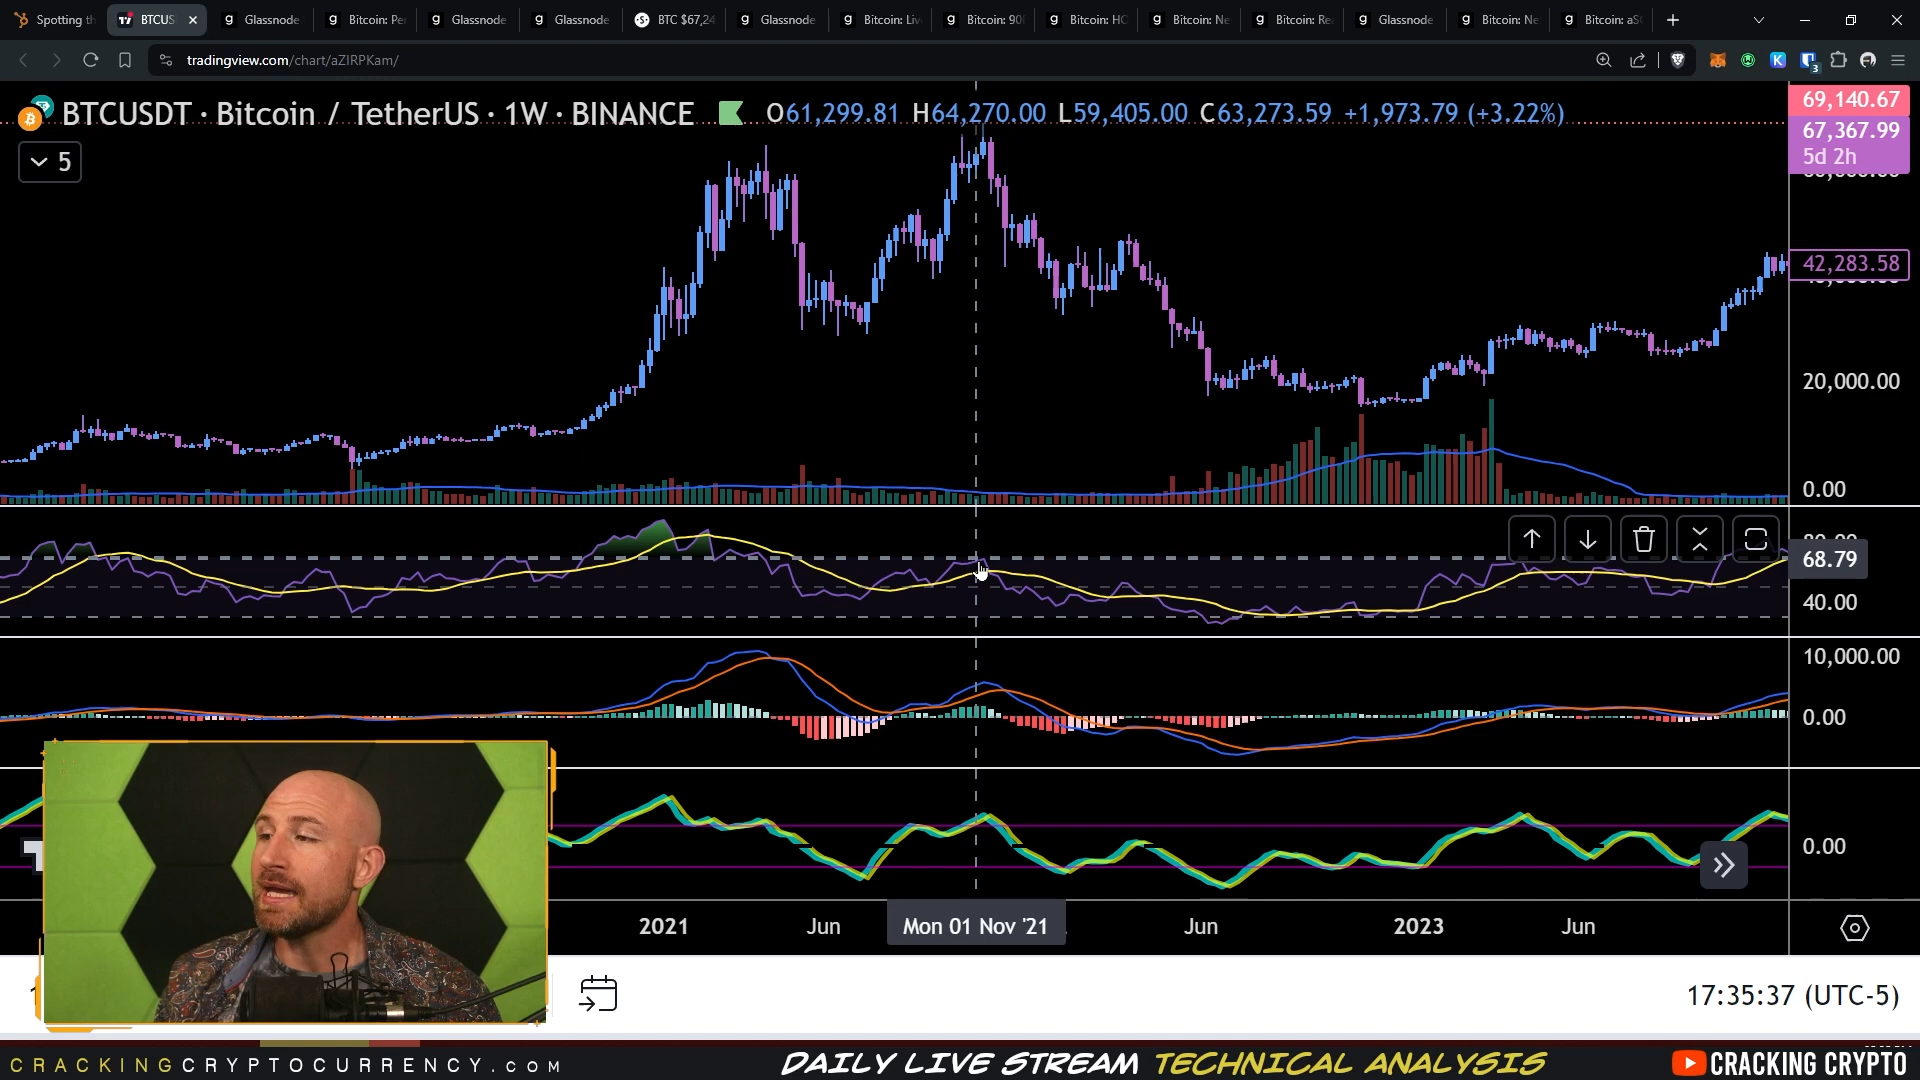 Spotting th
BTCUS
Glassnode
Bitcoin: Pe
Glassnode
Glassnode
BTC $67,24
Glassnode
Bitcoin: Liv
Bitcoin: 90
Bitcoin: HO
Bitcoin: Ne
Bitcoin: Rea
Glassnode
Bitcoin: Ne
Bitcoin: aS
tradingview.com/chart/aZIRPKam/
BTCUSDT · Bitcoin / TetherUS · 1W · BINANCE O61,299.81 H64,270.00 L59,405.00 C63,273.59 +1,973.79 (+3.22%)
5
69,140.67
67,367.99
5d 2h
42,283.58
20,000.00
0.00
68.79
40.00
10,000.00
0.00
0.00
2021 Jun Mon 01 Nov '21 Jun 2023 Jun
17:35:37 (UTC-5)
CRACKINGCRYPTOCURRENCY.COM
DAILY LIVE STREAM TECHNICAL ANALYSIS
CRACKING CRYPTO